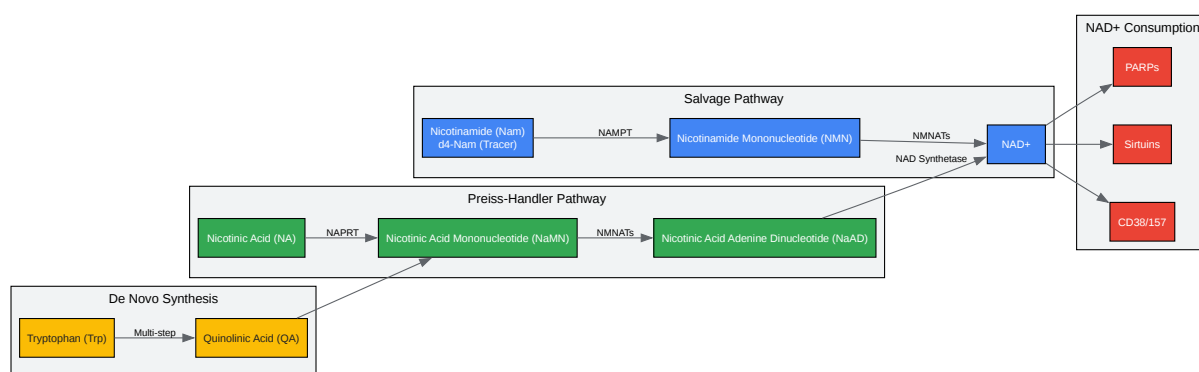 NAD+ Consumption
PARPs
Salvage Pathway
Nicotinamide (Nam)
d4-Nam (Tracer)
NAMPT
Nicotinamide Mononucleotide (NMN)
NMNATs
NAD+
Sirtuins
NAD Synthetase
Preiss-Handler Pathway
CD38/157
Nicotinic Acid (NA)
NAPRT
Nicotinic Acid Mononucleotide (NaMN)
NMNATs
Nicotinic Acid Adenine Dinucleotide (NaAD)
De Novo Synthesis
Tryptophan (Trp)
Multi-step
Quinolinic Acid (QA)